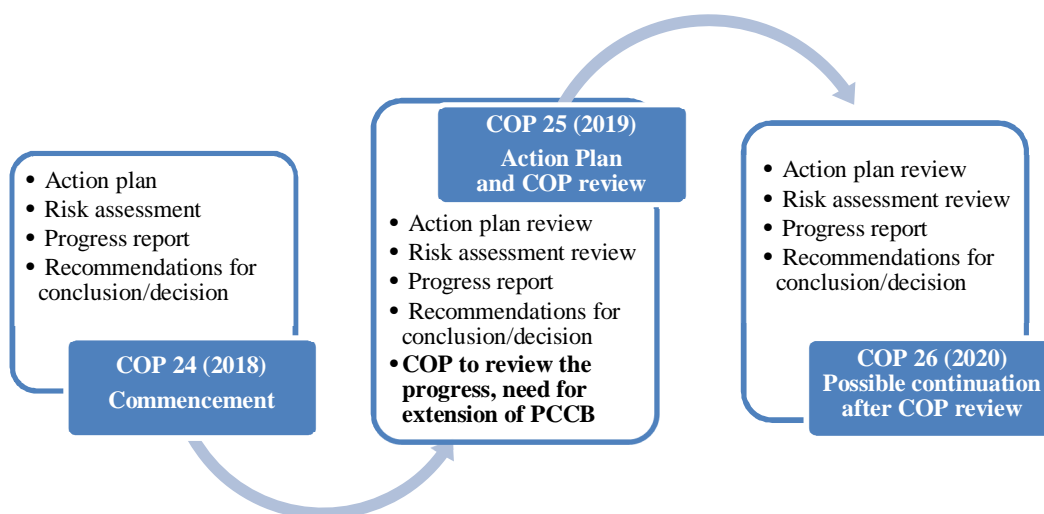 • Action plan
• Risk assessment
• Progress report
• Recommendations for
conclusion/decision
COP 24 (2018)
Commencement
COP 25 (2019)
Action Plan
and COP review
• Action plan review
• Risk assessment review
• Progress report
• Recommendations for
conclusion/decision
• COP to review the
progress, need for
extension of PCCB
• Action plan review
• Risk assessment review
• Progress report
• Recommendations for
conclusion/decision
COP 26 (2020)
Possible continuation
after COP review